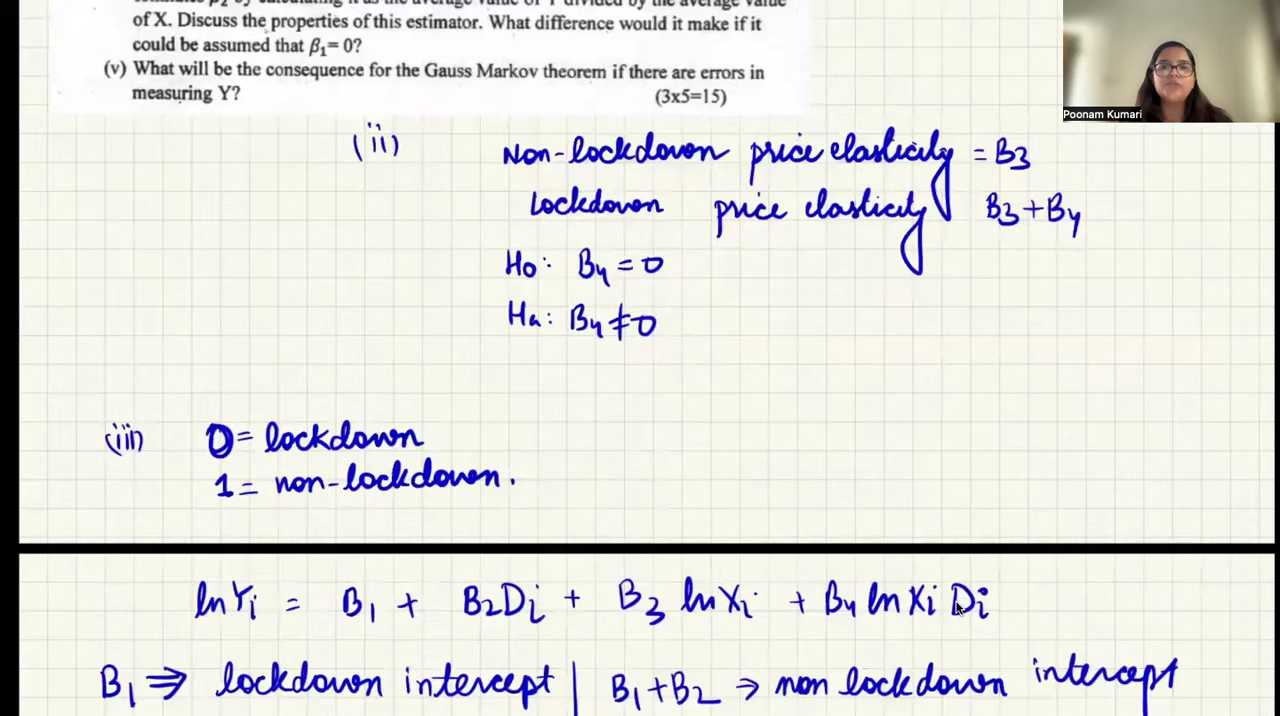 of X. Discuss the properties of this estimator. What difference would it make if it
could be assumed that β₁= 0?
(v) What will be the consequence for the Gauss Markov theorem if there are errors in
measuring Y? (3x5=15)
Poonam Kumari
(ii) Non-lockdown price elasticity = B3
Lockdown price elasticity B3 + B4
Ho: B4 = 0
Ha: B4 ≠ 0
(iii) 0 = lockdown
1 = non-lockdown.
lnYi = B1 + B2Di + B3 lnXi + B4 lnXi Di
B1 ⇒ lockdown intercept | B1+B2 → non lockdown intercept